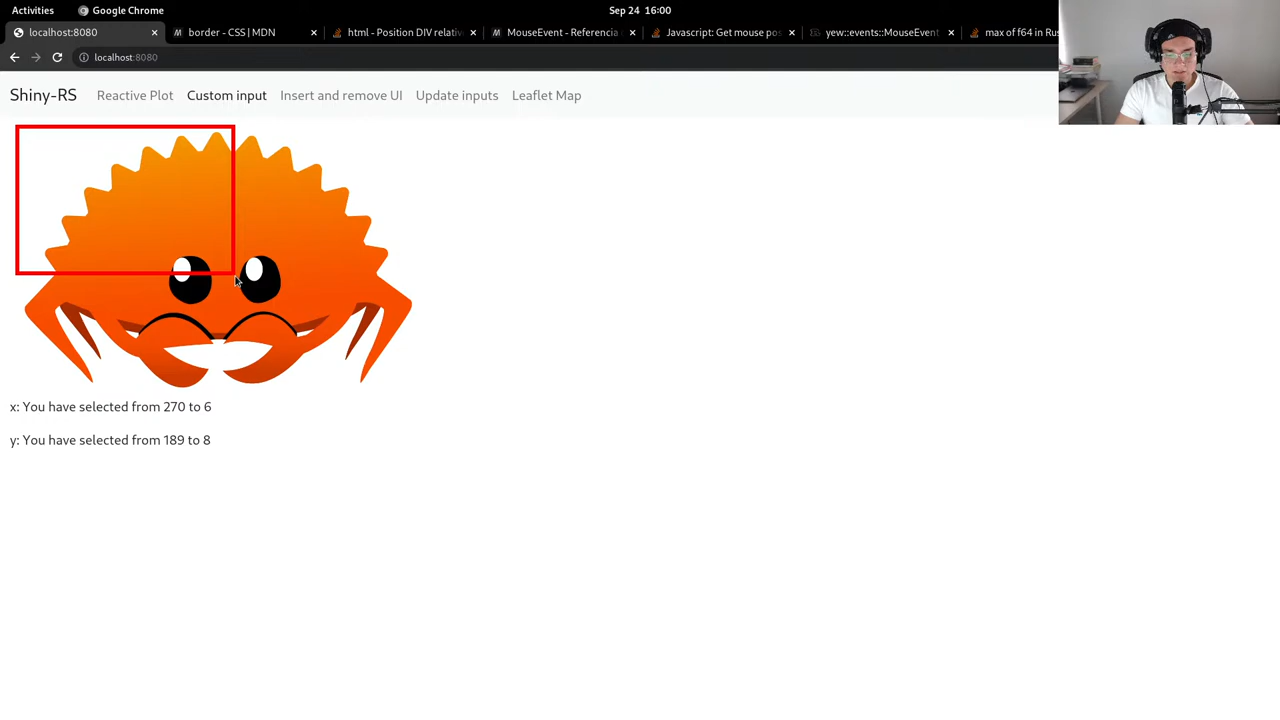 Activities Google Chrome Sep 24 16:00
localhost:8080 border - CSS | MDN html - Position DIV relativ MouseEvent - Referencia Javascript: Get mouse pos yew::events::MouseEvent max of f64 in Rus
localhost:8080
Shiny-RS Reactive Plot Custom input Insert and remove UI Update inputs Leaflet Map
x: You have selected from 270 to 6
y: You have selected from 189 to 8